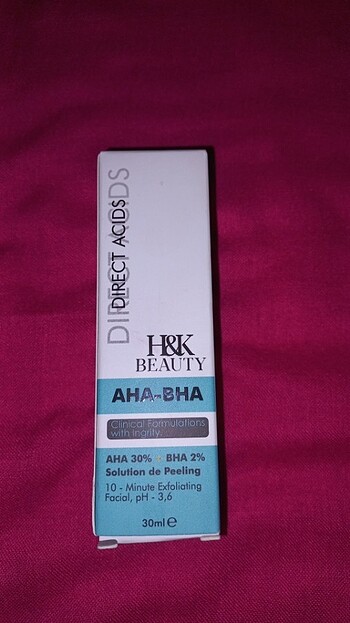 DIRECT ACIDS
DIRECT ACIDS
H&K
BEAUTY
AHA-BHA
Clinical Formulations
with Ingrity.
AHA 30% + BHA 2%
Solution de Peeling
10 - Minute Exfoliating
Facial, pH - 3,6
30ml ℮